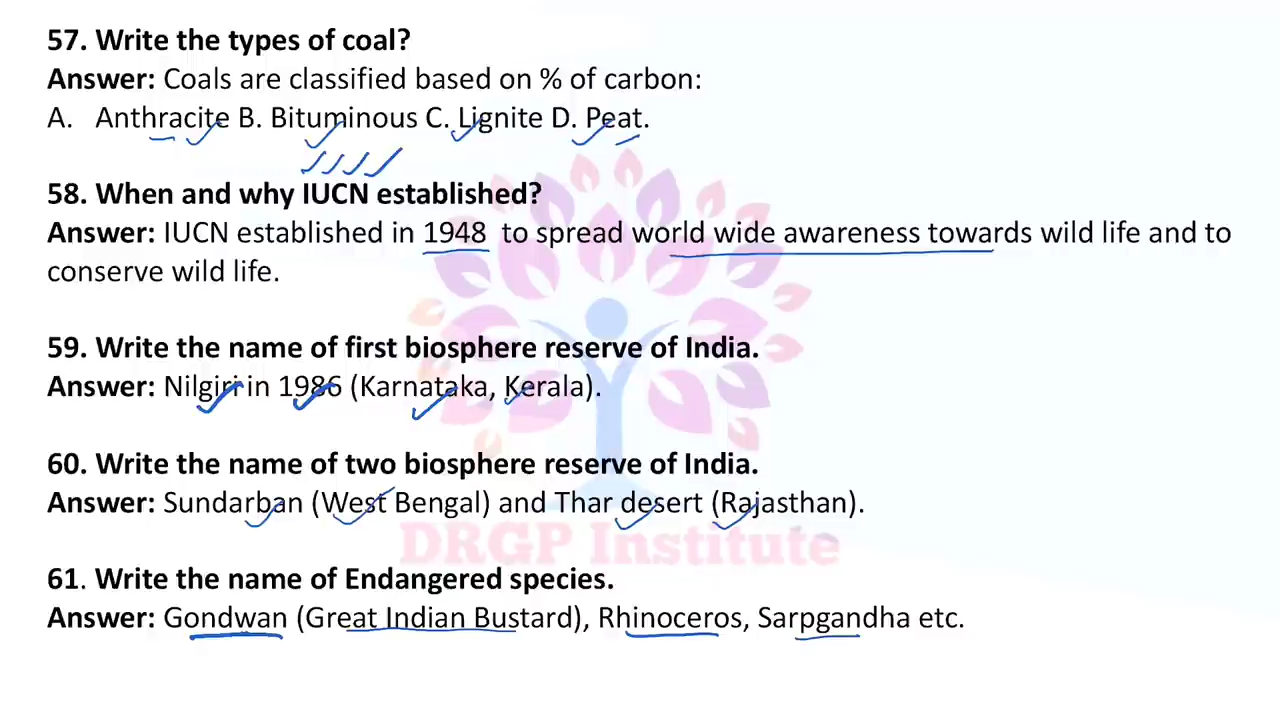 57. Write the types of coal?
Answer: Coals are classified based on % of carbon:
A. Anthracite B. Bituminous C. Lignite D. Peat.
58. When and why IUCN established?
Answer: IUCN established in 1948 to spread world wide awareness towards wild life and to
conserve wild life.
59. Write the name of first biosphere reserve of India.
Answer: Nilgiri in 1986 (Karnataka, Kerala).
60. Write the name of two biosphere reserve of India.
Answer: Sundarban (West Bengal) and Thar desert (Rajasthan).
DRGP Institute
61. Write the name of Endangered species.
Answer: Gondwan (Great Indian Bustard), Rhinoceros, Sarpgandha etc.